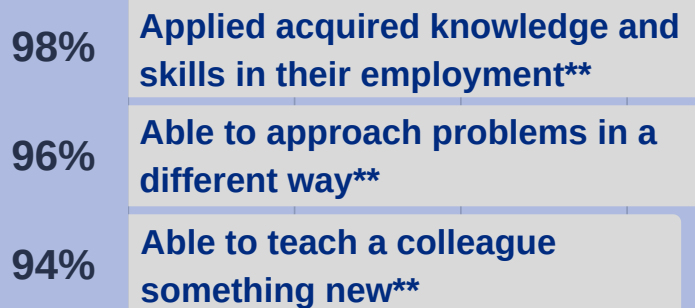 98%
Applied acquired knowledge and
skills in their employment**
96%
Able to approach problems in a
different way**
94%
Able to teach a colleague
something new**